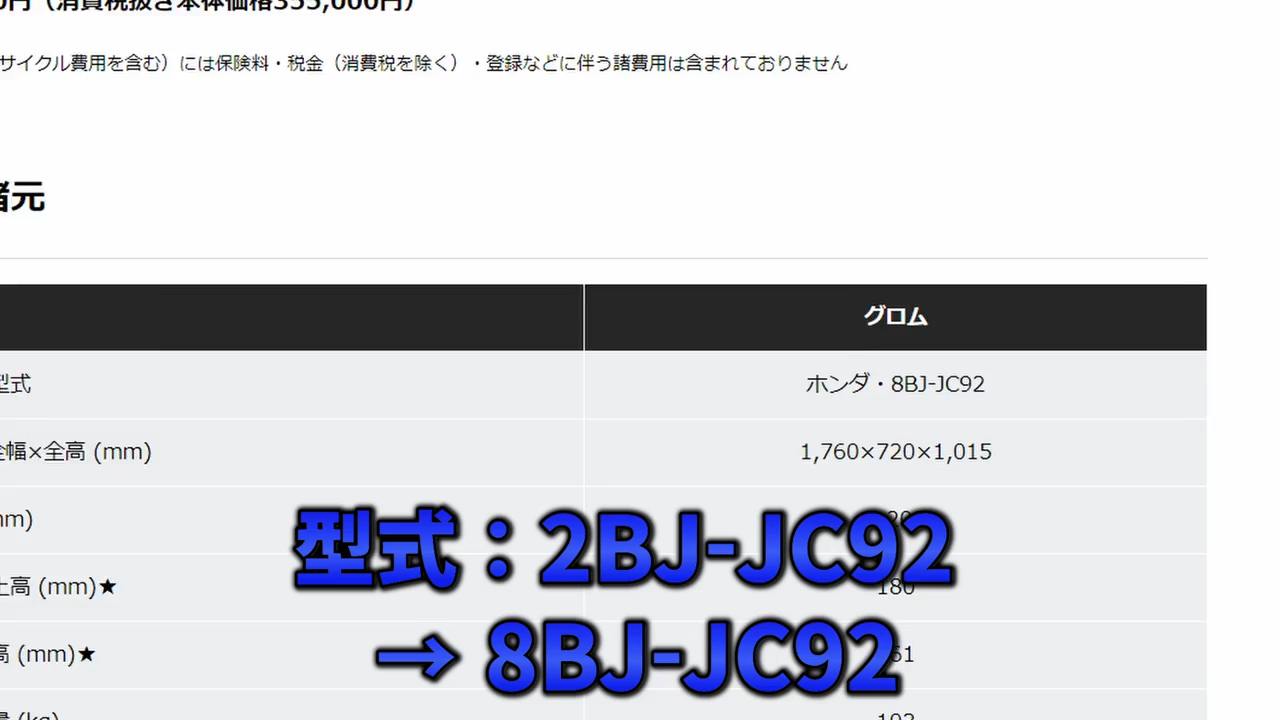 0円（消費税抜き本体価格355,000円）
サイクル費用を含む）には保険料・税金（消費税を除く）・登録などに伴う諸費用は含まれておりません
諸元
グロム
型式 ホンダ・8BJ-JC92
全幅×全高 (mm) 1,760×720×1,015
mm)
型式：2BJ-JC92
上高 (mm)★ 180
→ 8BJ-JC92
高 (mm)★